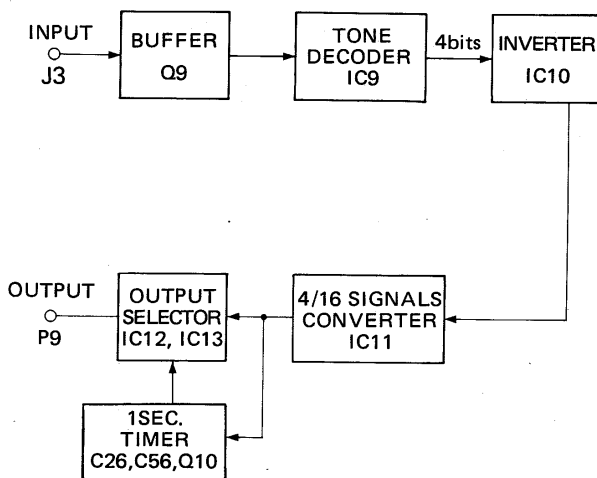 INPUT
J3
BUFFER
Q9
TONE
DECODER
IC9
4bits
INVERTER
IC10
OUTPUT
P9
OUTPUT
SELECTOR
IC12, IC13
4/16 SIGNALS
CONVERTER
IC11
1SEC.
TIMER
C26,C56,Q10